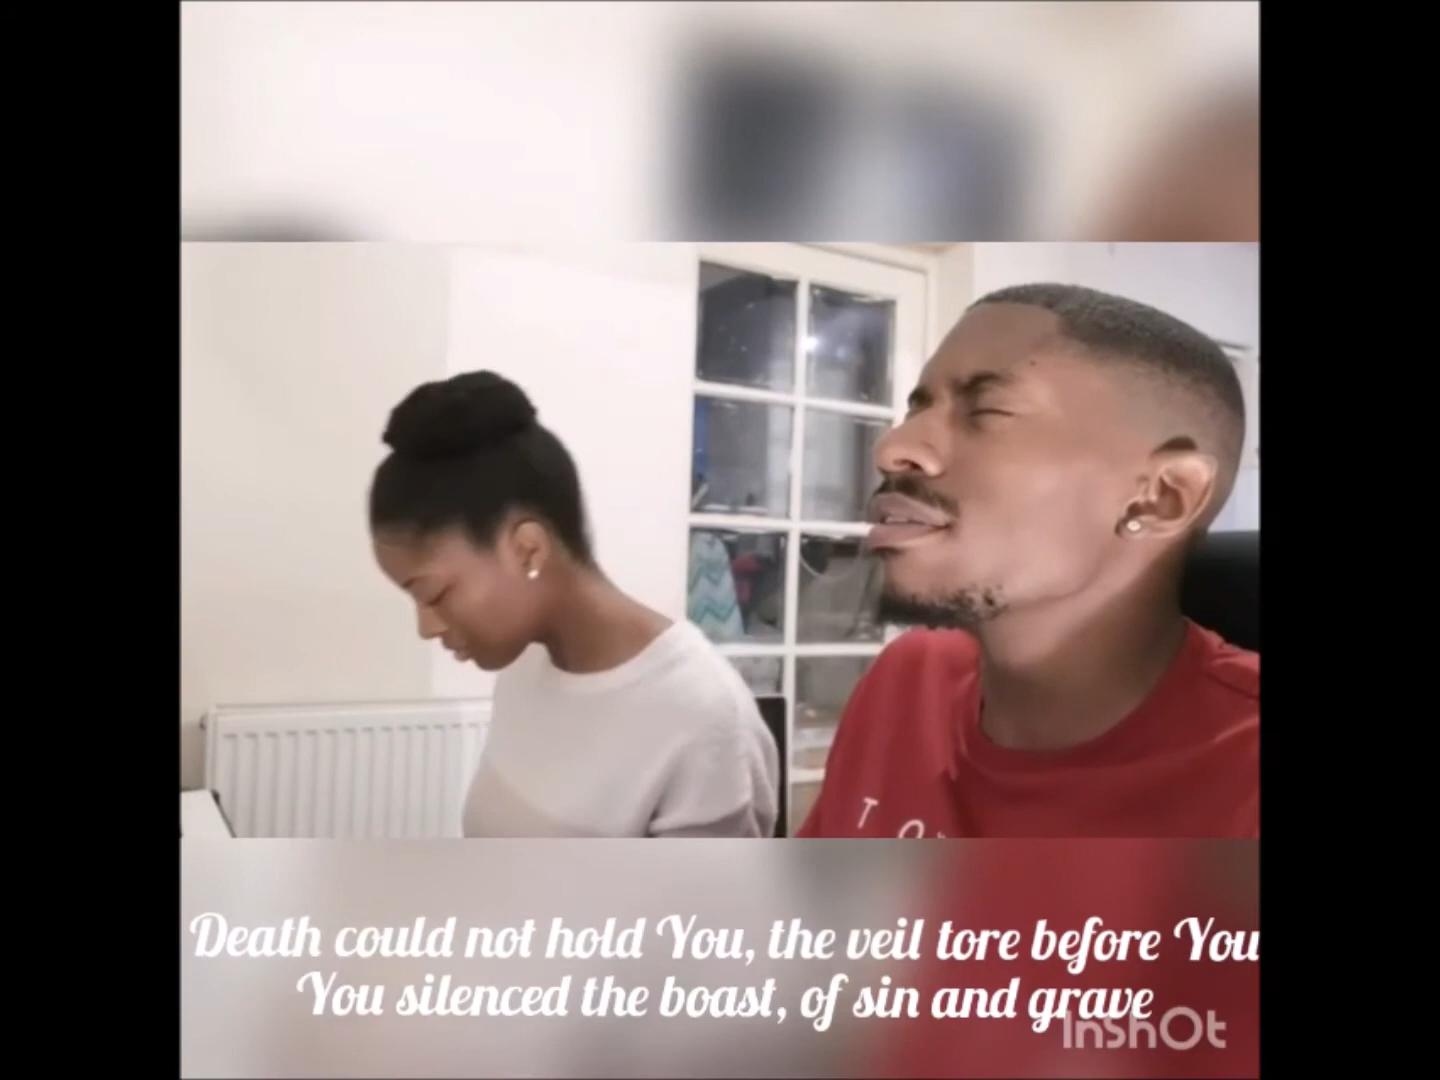 T O
Death could not hold You, the veil tore before You
You silenced the boast, of sin and grave
InShOt